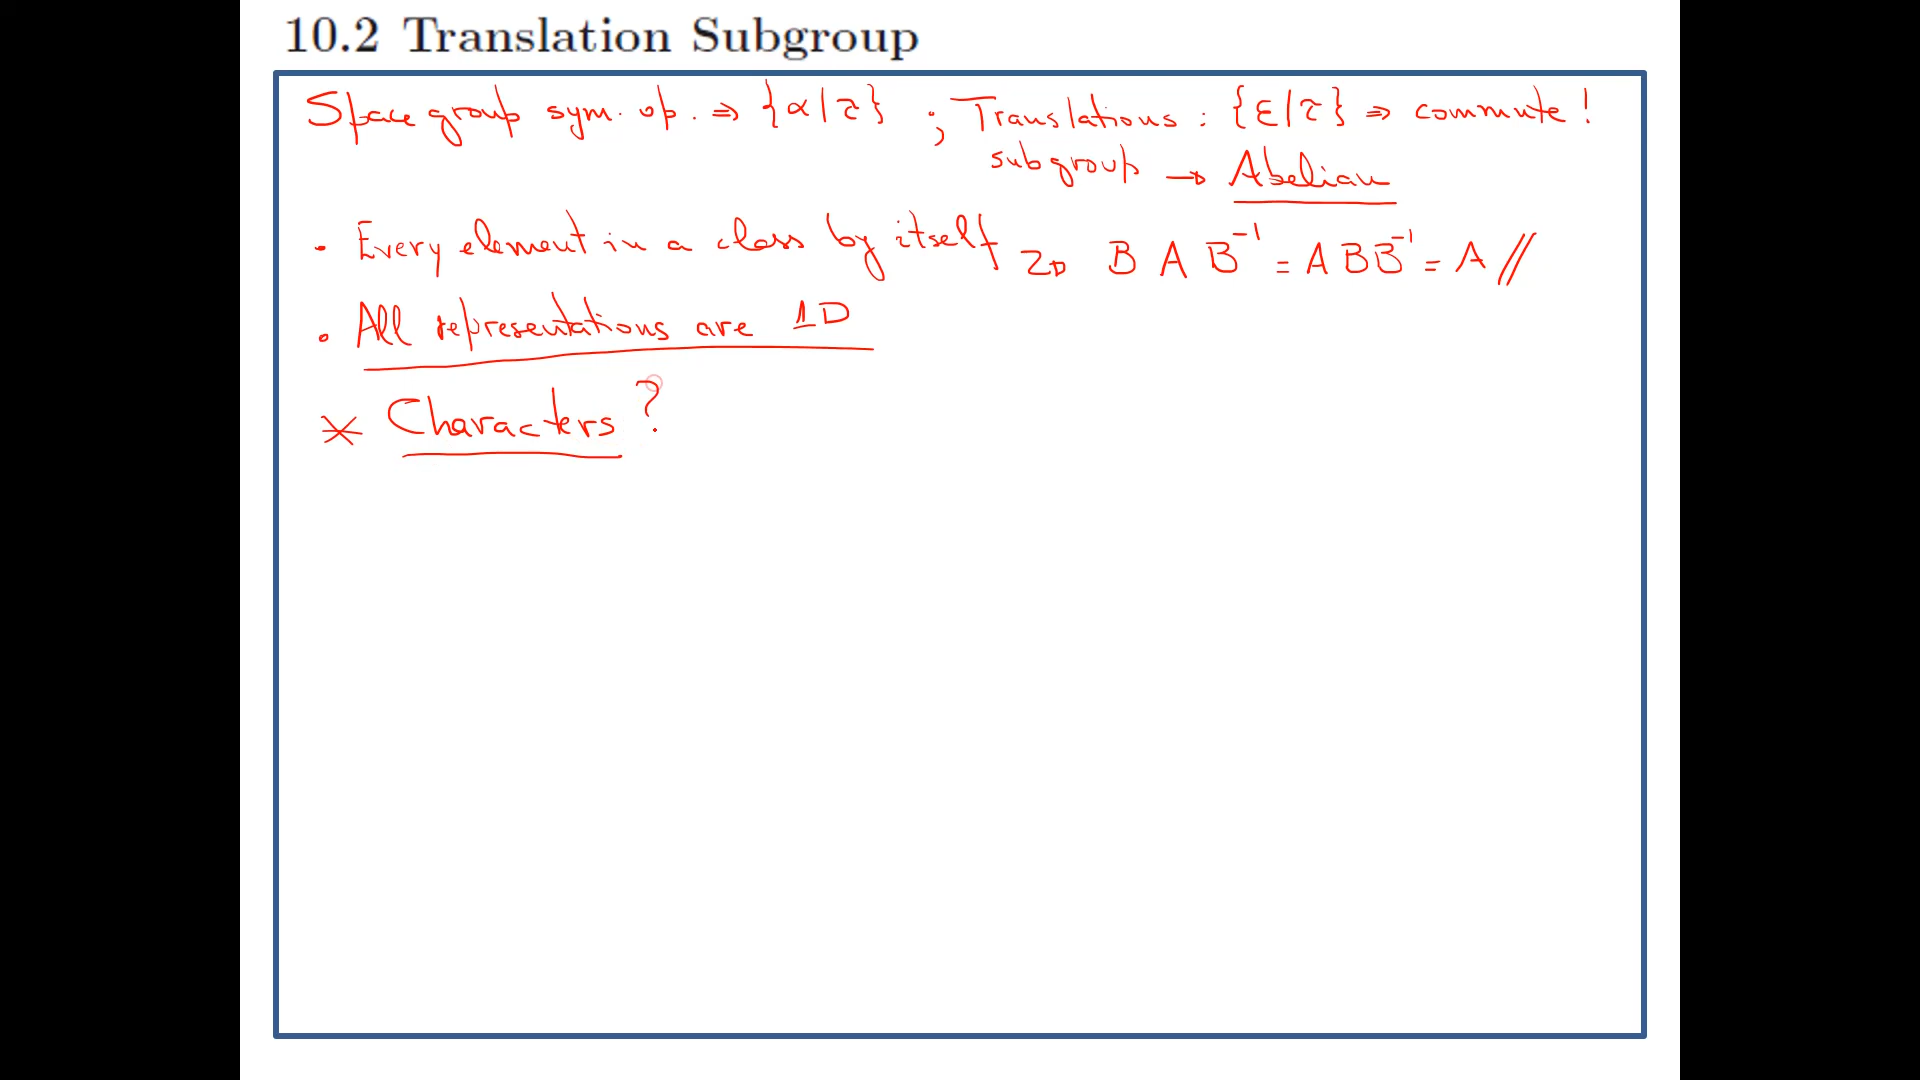 10.2 Translation Subgroup
Space group sym. op. ⇒ {α|τ} ; Translations : {ε|τ} ⇒ commute!
subgroup → Abelian
• Every element in a class by itself → B A B⁻¹ = A B B⁻¹ = A //
• All representations are 1D
* Characters ?